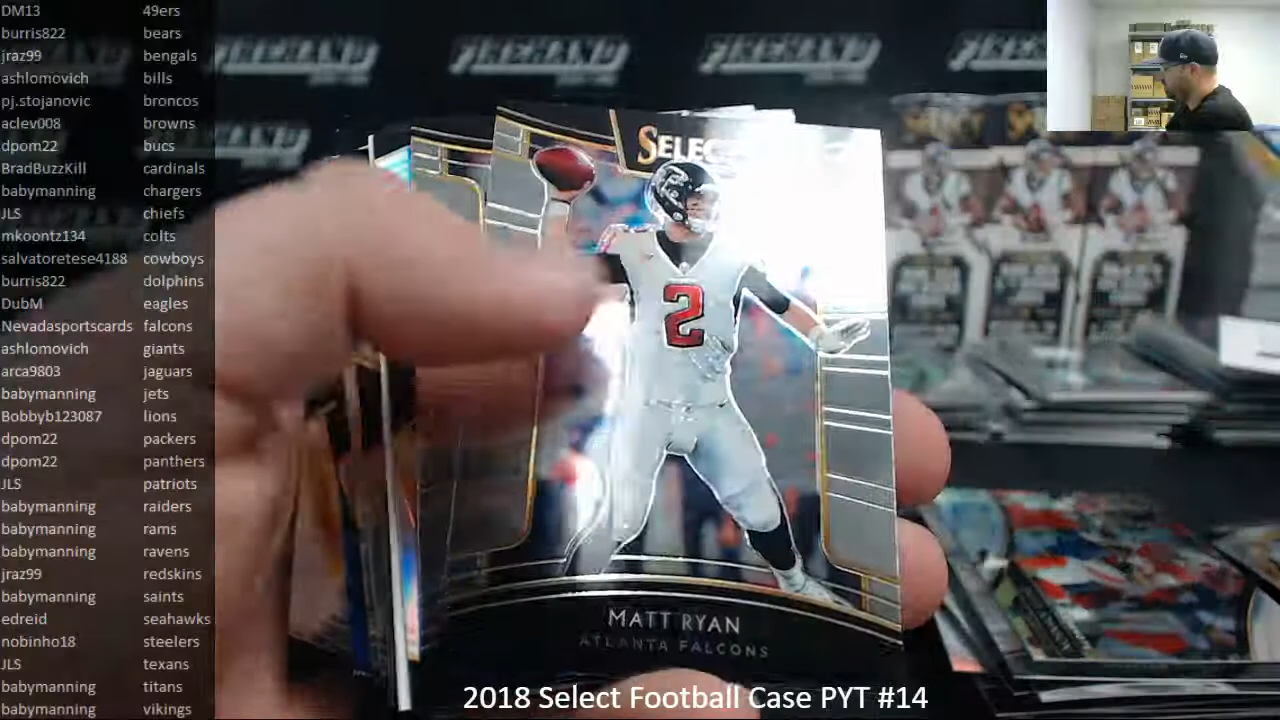 DM13 49ers
burris822 bears
jraz99 bengals
ashlomovich bills
pj.stojanovic broncos
aclev008 browns
dpom22 bucs
BradBuzzKill cardinals
babymanning chargers
JLS chiefs
mkoontz134 colts
salvatoretese4188 cowboys
burris822 dolphins
DubM eagles
Nevadasportscards falcons
ashlomovich giants
arca9803 jaguars
babymanning jets
Bobbyb123087 lions
dpom22 packers
dpom22 panthers
JLS patriots
babymanning raiders
babymanning rams
babymanning ravens
jraz99 redskins
babymanning saints
edreid seahawks
nobinho18 steelers
JLS texans
babymanning titans
babymanning vikings
FIREHAND FIREHAND FIREHAND
SELEC
2
MATT RYAN
ATLANTA FALCONS
2018 Select Football Case PYT #14